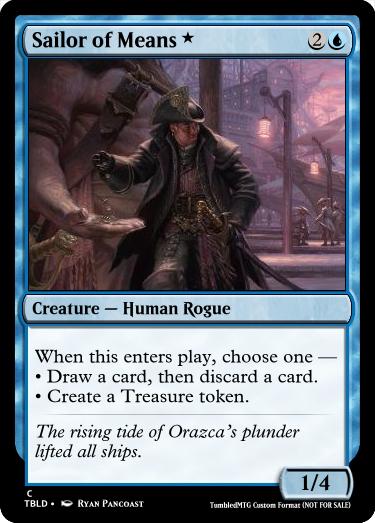 Sailor of Means ★ 2
Creature — Human Rogue
When this enters play, choose one —
• Draw a card, then discard a card.
• Create a Treasure token.
The rising tide of Orazca's plunder
lifted all ships.
1/4
C
TBLD • Ryan Pancoast
TumbledMTG Custom Format (NOT FOR SALE)